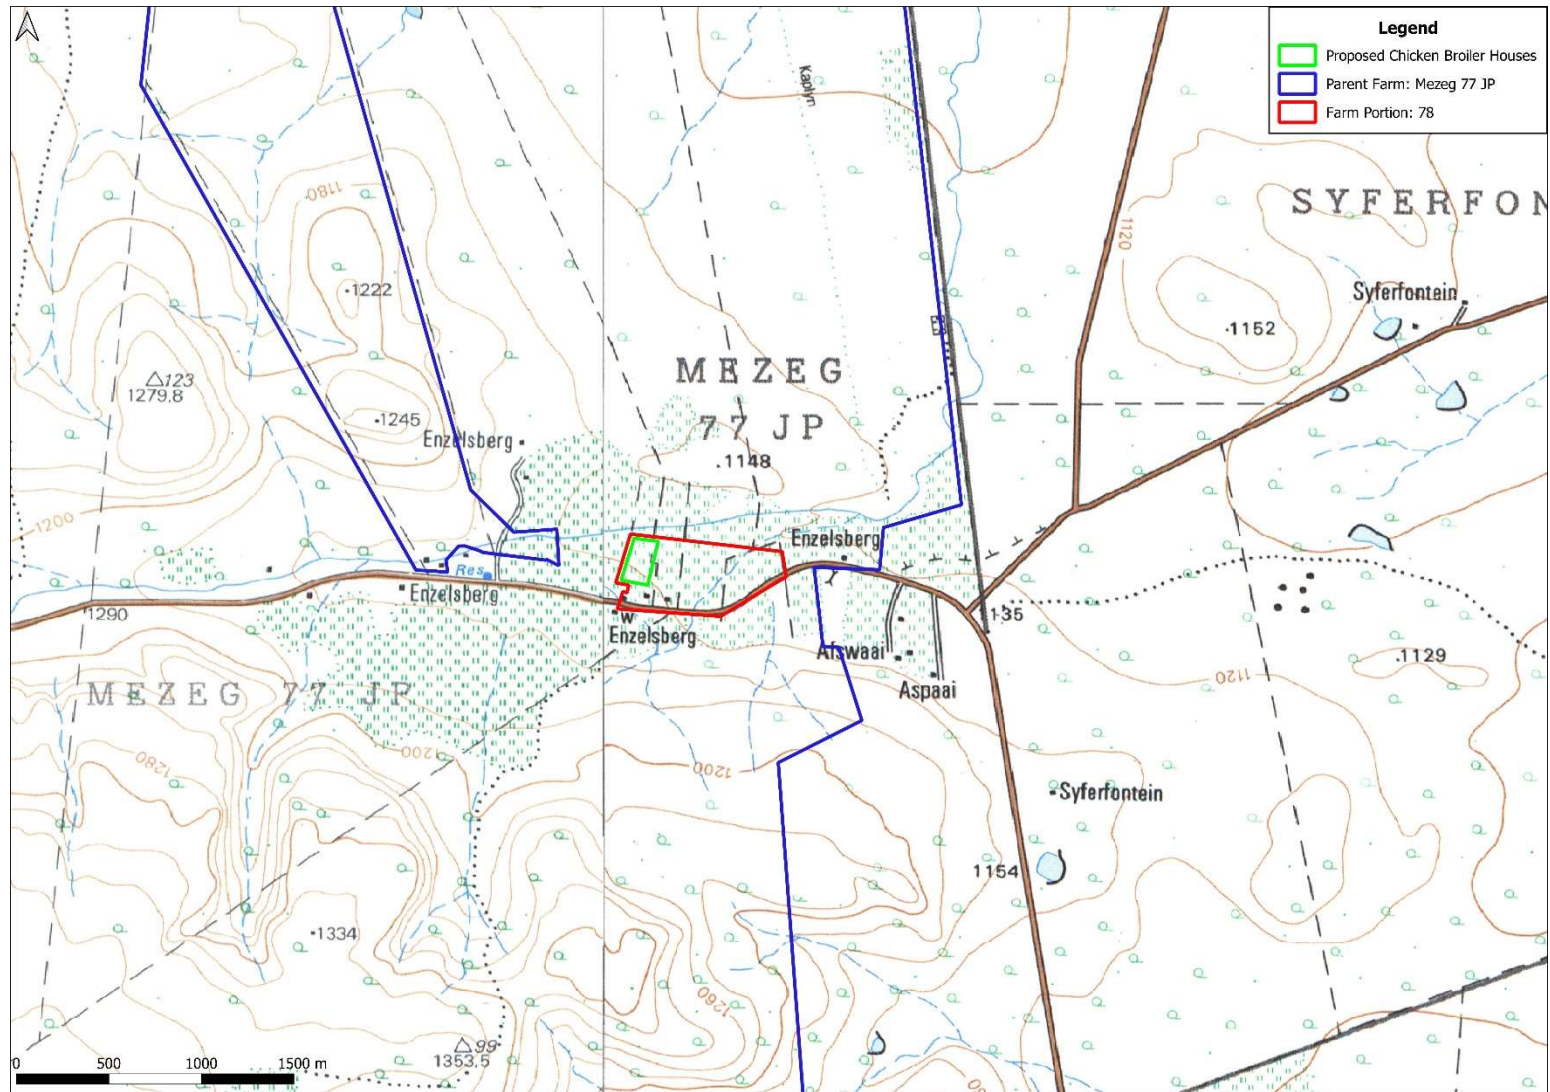 Legend
Proposed Chicken Broiler Houses
Parent Farm: Mezeg 77 JP
Farm Portion: 78
Kaplyn
1180
1120
SYFERFON
1222
Syferfontein
1152
MEZEG
77 JP
123
1279.8
1245
Enzelsberg
1148
1200
Enzelsberg
Res
Enzelsberg
1290
W
Enzelsberg
1135
Afswaai
1129
1120
Aspaai
MEZEG 77 JP
1280
1200
1200
Syferfontein
1154
1334
1260
99
1353.5
0 500 1000 1500 m